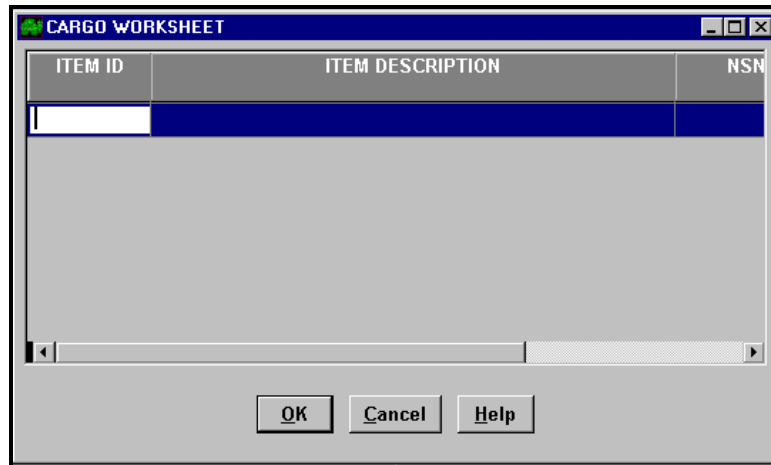 CARGO WORKSHEET
ITEM ID ITEM DESCRIPTION NSN
OK Cancel Help